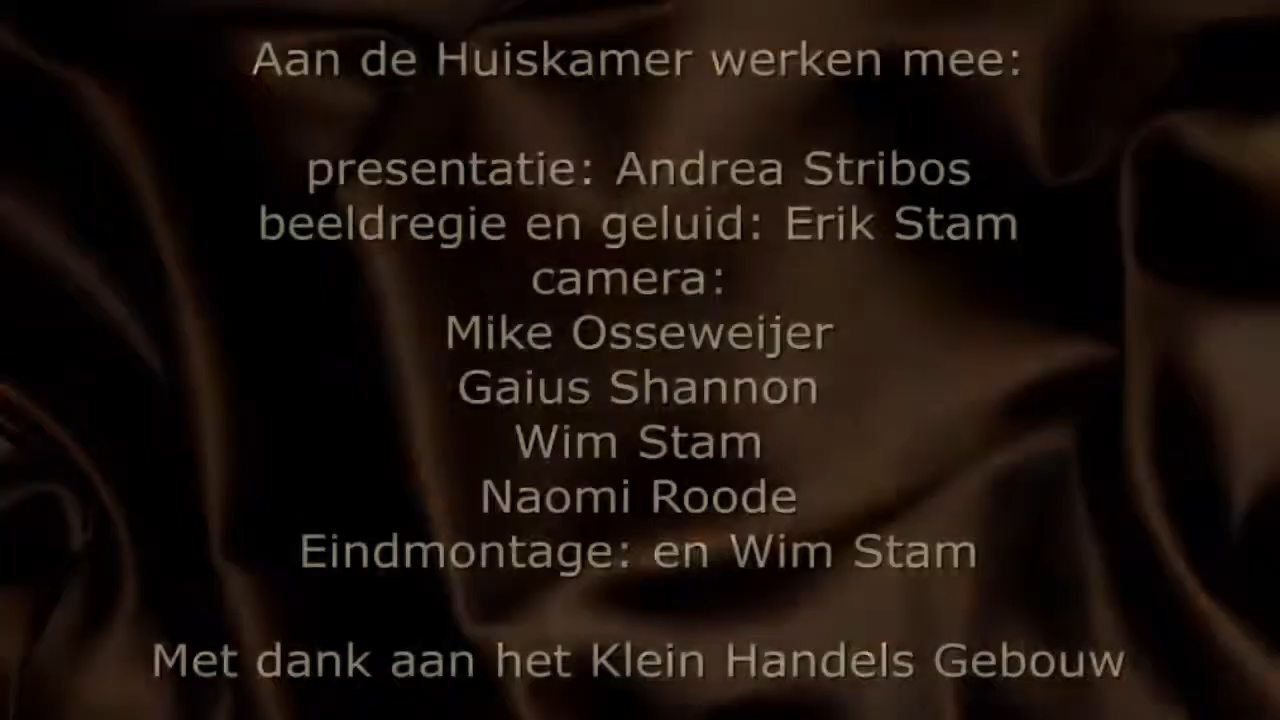 Aan de Huiskamer werken mee:
presentatie: Andrea Stribos
beeldregie en geluid: Erik Stam
camera:
Mike Osseweijer
Gaius Shannon
Wim Stam
Naomi Roode
Eindmontage: en Wim Stam
Met dank aan het Klein Handels Gebouw